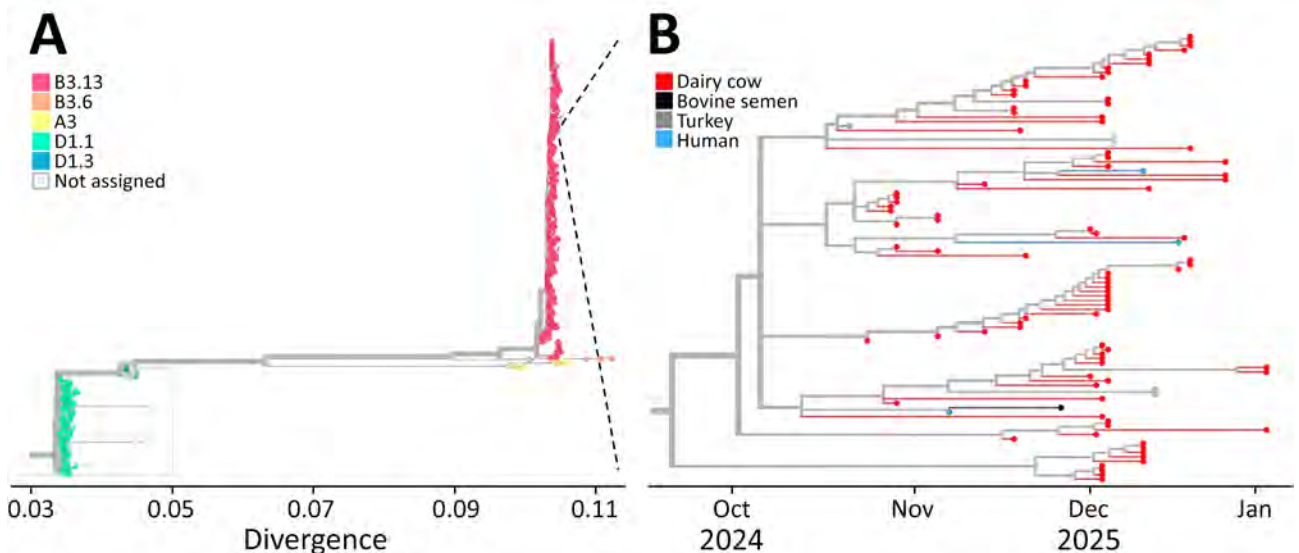 A
B3.13
B3.6
A3
D1.1
D1.3
Not assigned
0.03 0.05 0.07 0.09 0.11
Divergence
B
Dairy cow
Bovine semen
Turkey
Human
Oct Nov Dec Jan
2024 2025